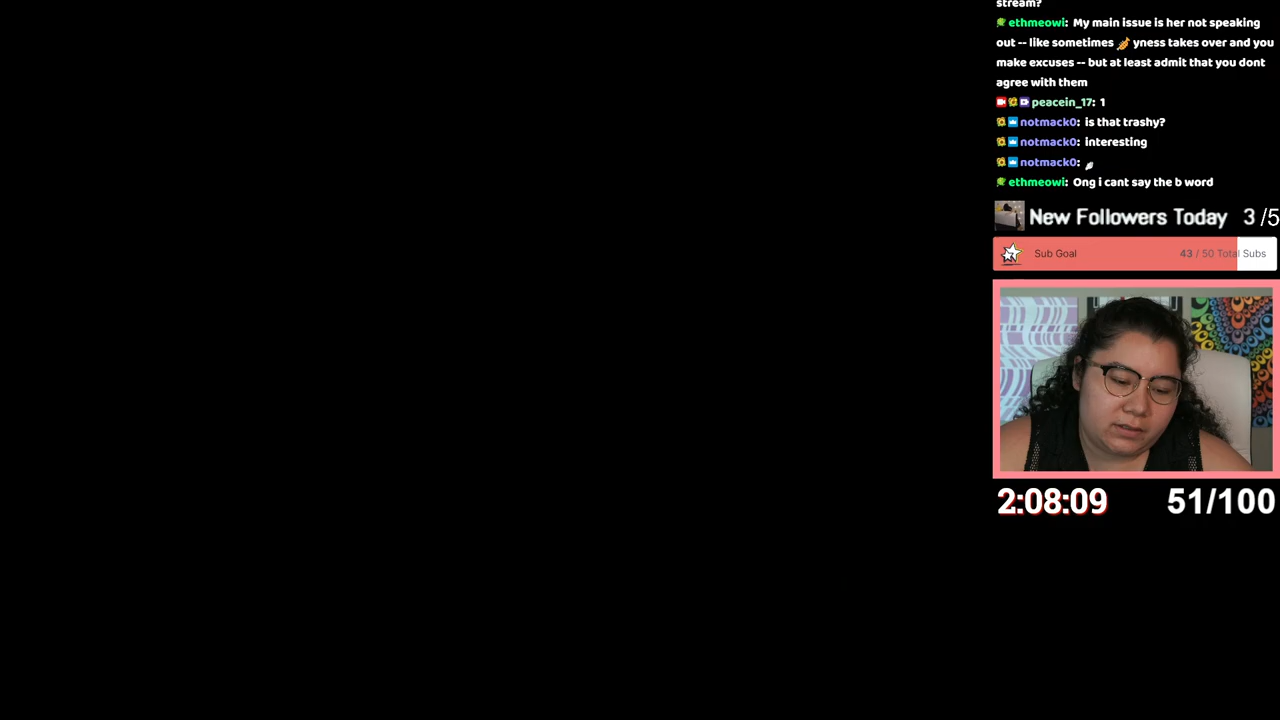 stream?
ethmeowi: My main issue is her not speaking
out -- like sometimes yness takes over and you
make excuses -- but at least admit that you dont
agree with them
peacein_17: 1
notmack0: is that trashy?
notmack0: interesting
notmack0:
ethmeowi: Ong i cant say the b word
New Followers Today 3 /5
Sub Goal 43 / 50 Total Subs
2:08:09 51/100